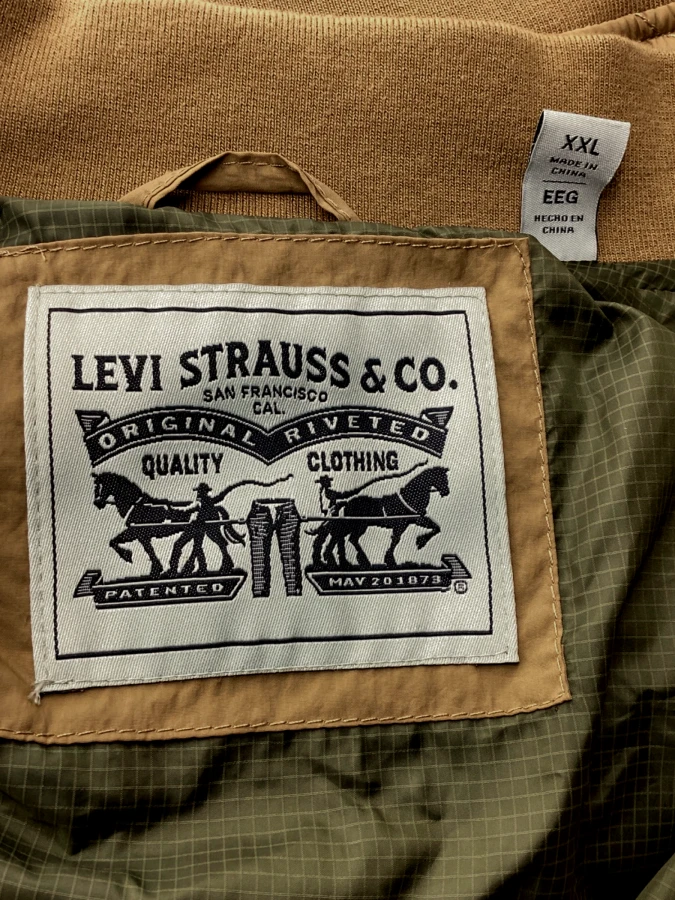 XXL
MADE IN
CHINA
EEG
HECHO EN
CHINA
LEVI STRAUSS & CO.
SAN FRANCISCO
CAL.
ORIGINAL RIVETED
QUALITY CLOTHING
PATENTED MAY 20 1873 ®